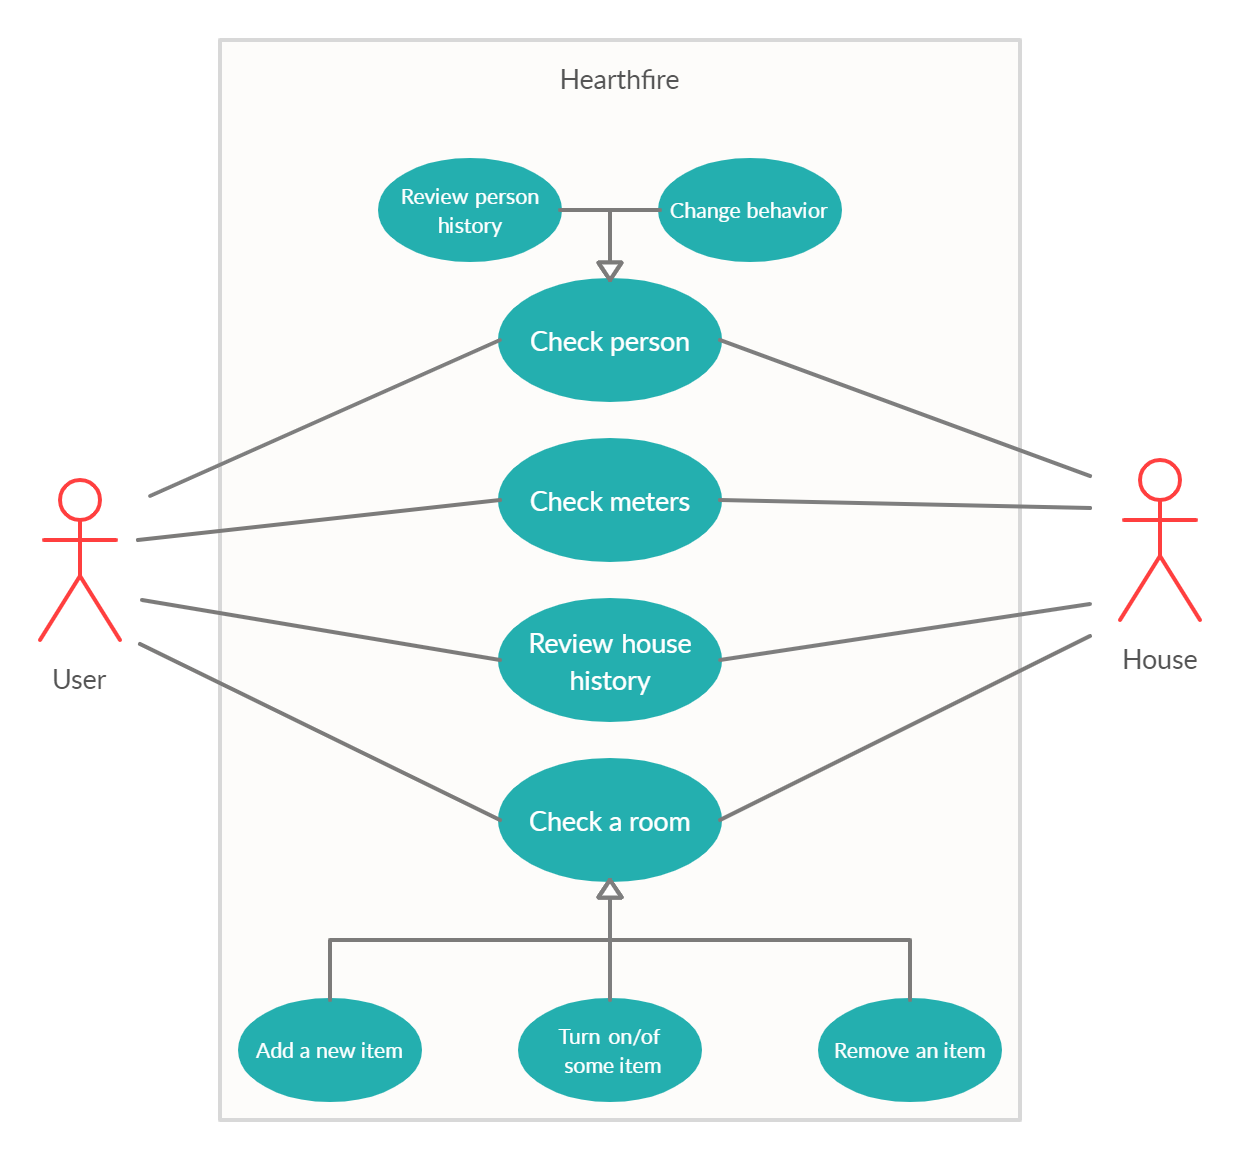 Hearthfire
Review person
history
Change behavior
Check person
Check meters
Review house
history
User
House
Check a room
Add a new item
Turn on/of
some item
Remove an item